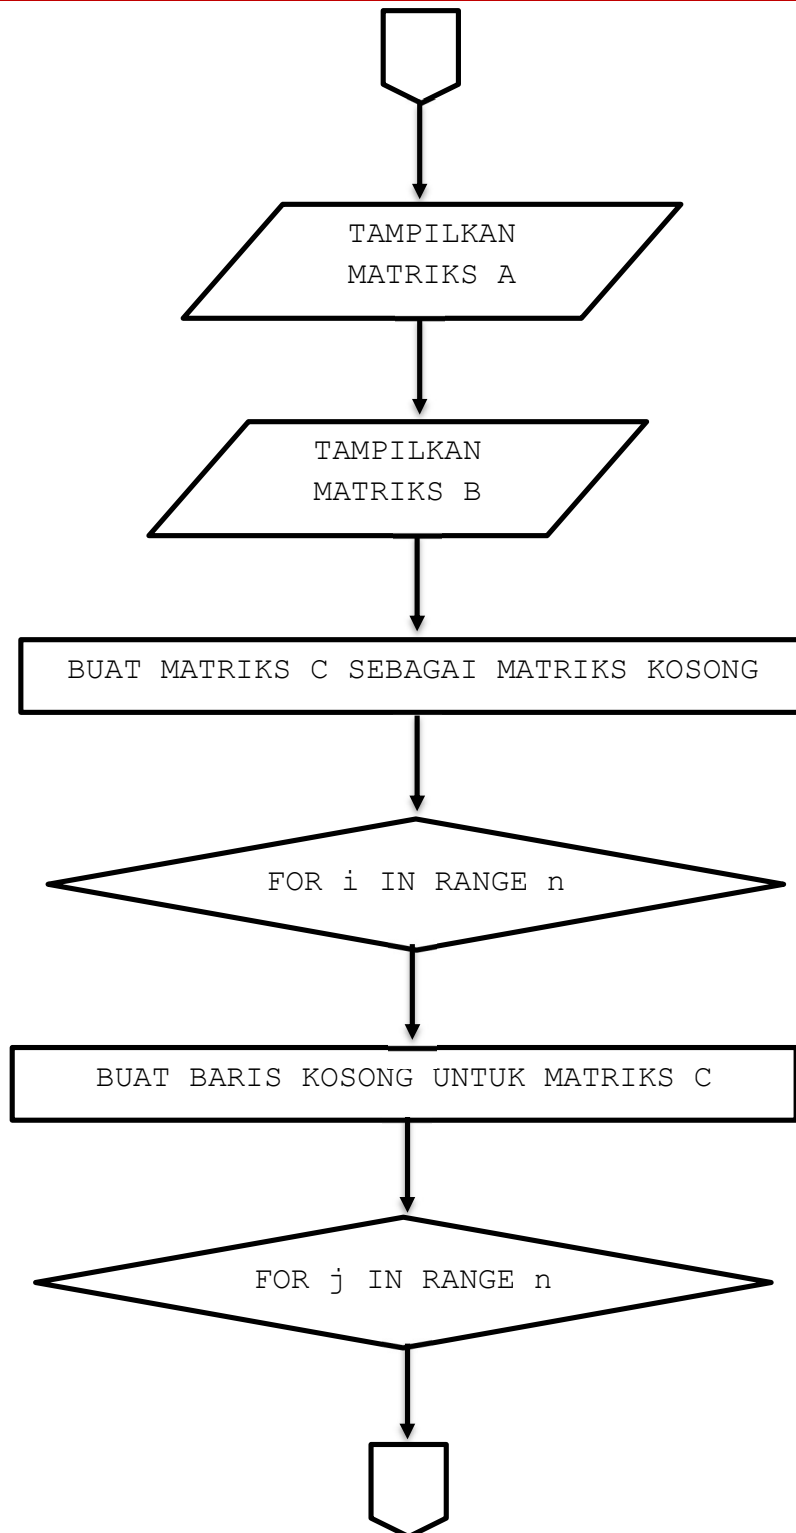 TAMPILKAN
MATRIKS A
TAMPILKAN
MATRIKS B
BUAT MATRIKS C SEBAGAI MATRIKS KOSONG
FOR i IN RANGE n
BUAT BARIS KOSONG UNTUK MATRIKS C
FOR j IN RANGE n